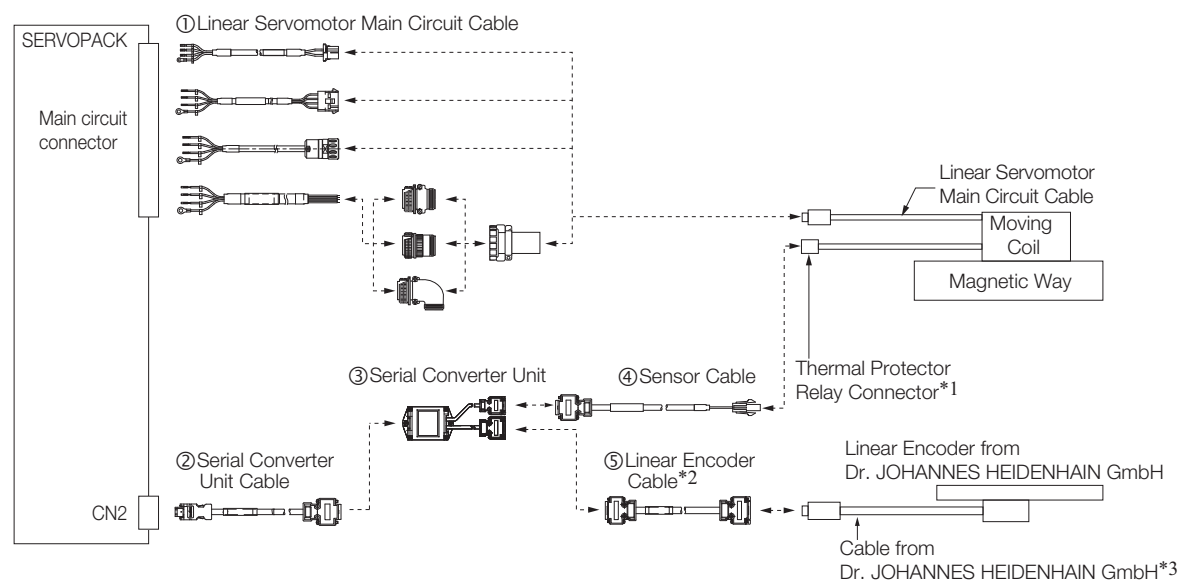 ①Linear Servomotor Main Circuit Cable
SERVOPACK
Main circuit
connector
Linear Servomotor
Main Circuit Cable
Moving
Coil
Magnetic Way
Thermal Protector
Relay Connector*1
③Serial Converter Unit
④Sensor Cable
②Serial Converter
Unit Cable
⑤Linear Encoder
Cable*2
Linear Encoder from
Dr. JOHANNES HEIDENHAIN GmbH
CN2
Cable from
Dr. JOHANNES HEIDENHAIN GmbH*3